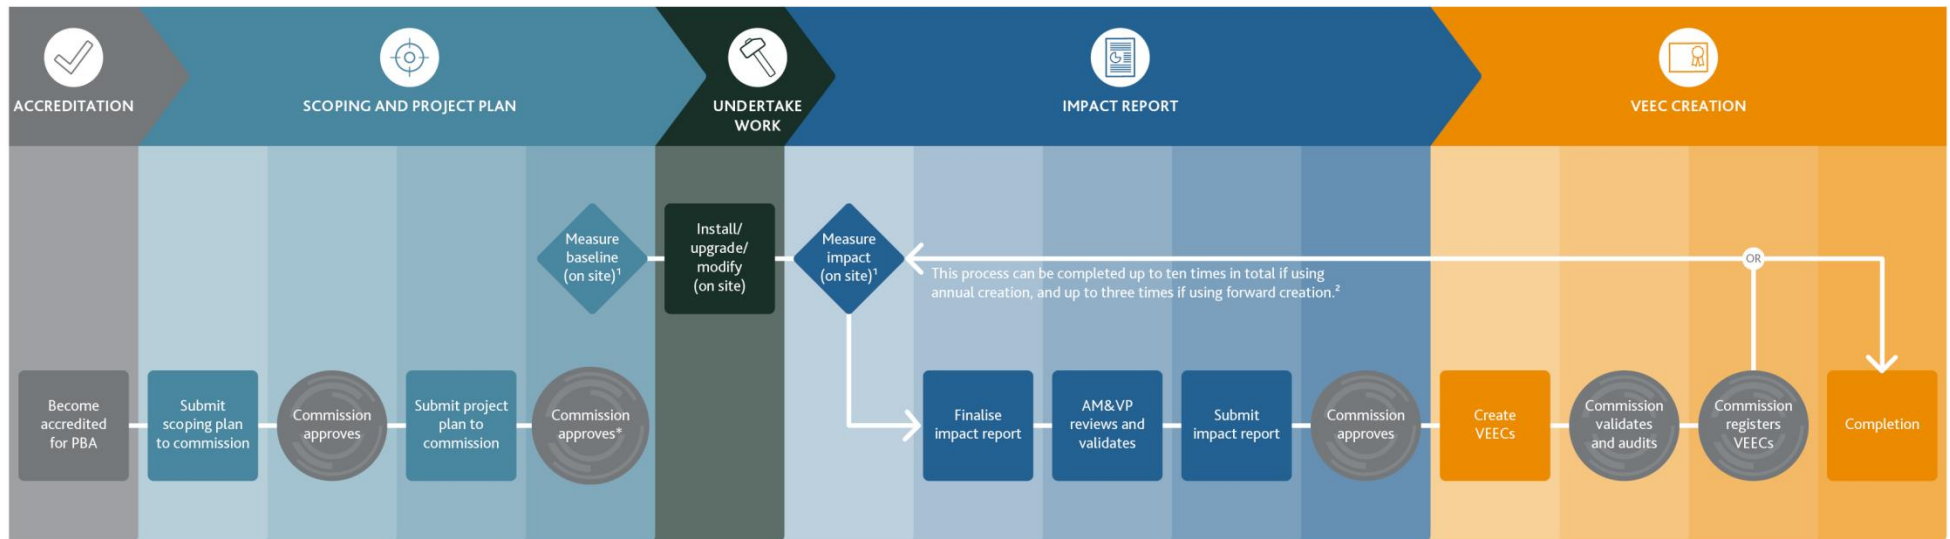 ACCREDITATION
SCOPING AND PROJECT PLAN
UNDERTAKE
WORK
IMPACT REPORT
VEEC CREATION
Measure
baseline
(on site)¹
Install/
upgrade/
modify
(on site)
Measure
impact
(on site)¹
OR
This process can be completed up to ten times in total if using
annual creation, and up to three times if using forward creation.²
Become
accredited
for PBA
Submit
scoping plan
to commission
Commission
approves
Submit project
plan to
commission
Commission
approves*
Finalise
impact report
AM&VP
reviews and
validates
Submit
impact report
Commission
approves
Create
VEECs
Commission
validates
and audits
Commission
registers
VEECs
Completion